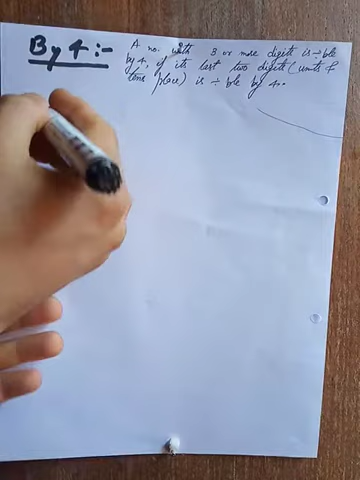 By 4:-
A no. with 3 or more digits is ÷ble
by 4, if its last two digits (units &
tens place) is ÷ ble by 4..